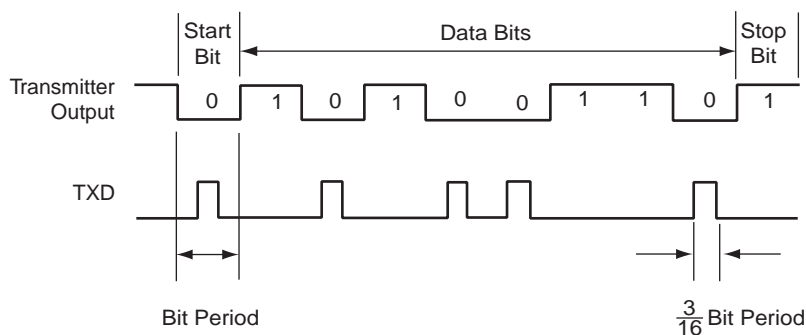 Start
Bit
Data Bits
Stop
Bit
Transmitter
Output
0 1 0 1 0 0 1 1 0 1
TXD
Bit Period
3
16 Bit Period